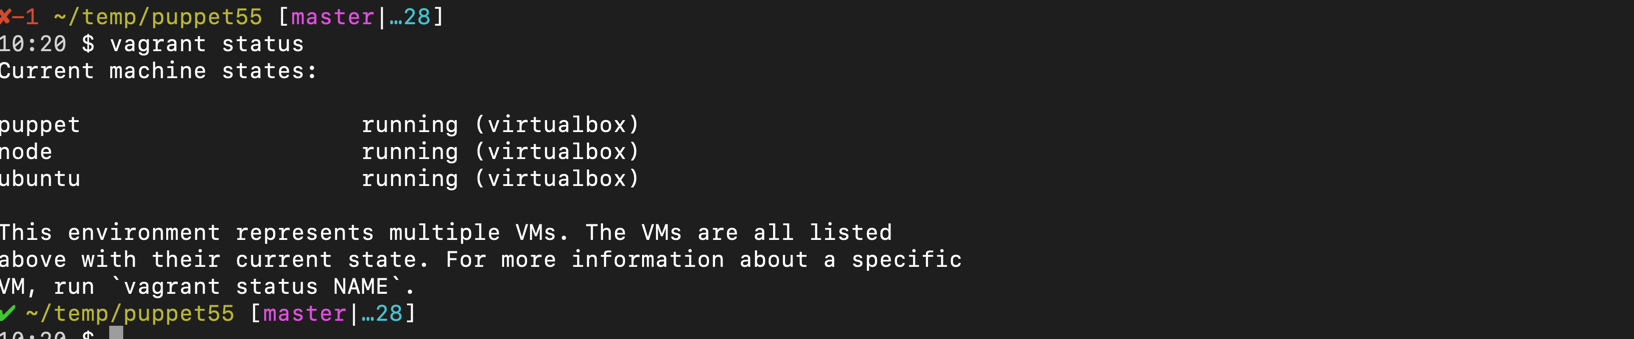 ✘-1 ~/temp/puppet55 [master|…28]
10:20 $ vagrant status
Current machine states:
puppet                    running (virtualbox)
node                      running (virtualbox)
ubuntu                    running (virtualbox)
This environment represents multiple VMs. The VMs are all listed
above with their current state. For more information about a specific
VM, run `vagrant status NAME`.
✔ ~/temp/puppet55 [master|…28]
10:20 $